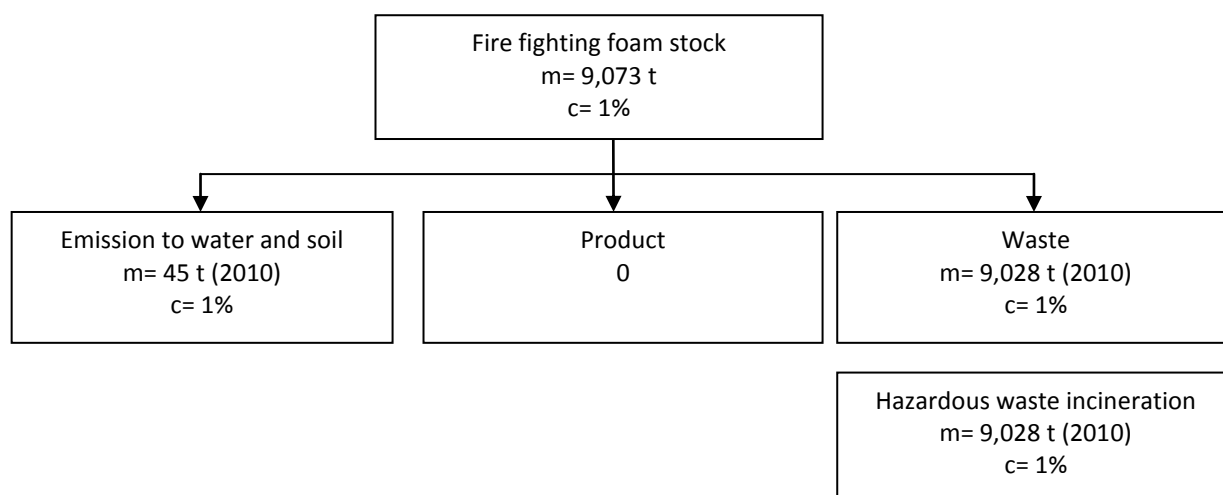 Fire fighting foam stock
m= 9,073 t
c= 1%
Emission to water and soil
m= 45 t (2010)
c= 1%
Product
0
Waste
m= 9,028 t (2010)
c= 1%
Hazardous waste incineration
m= 9,028 t (2010)
c= 1%